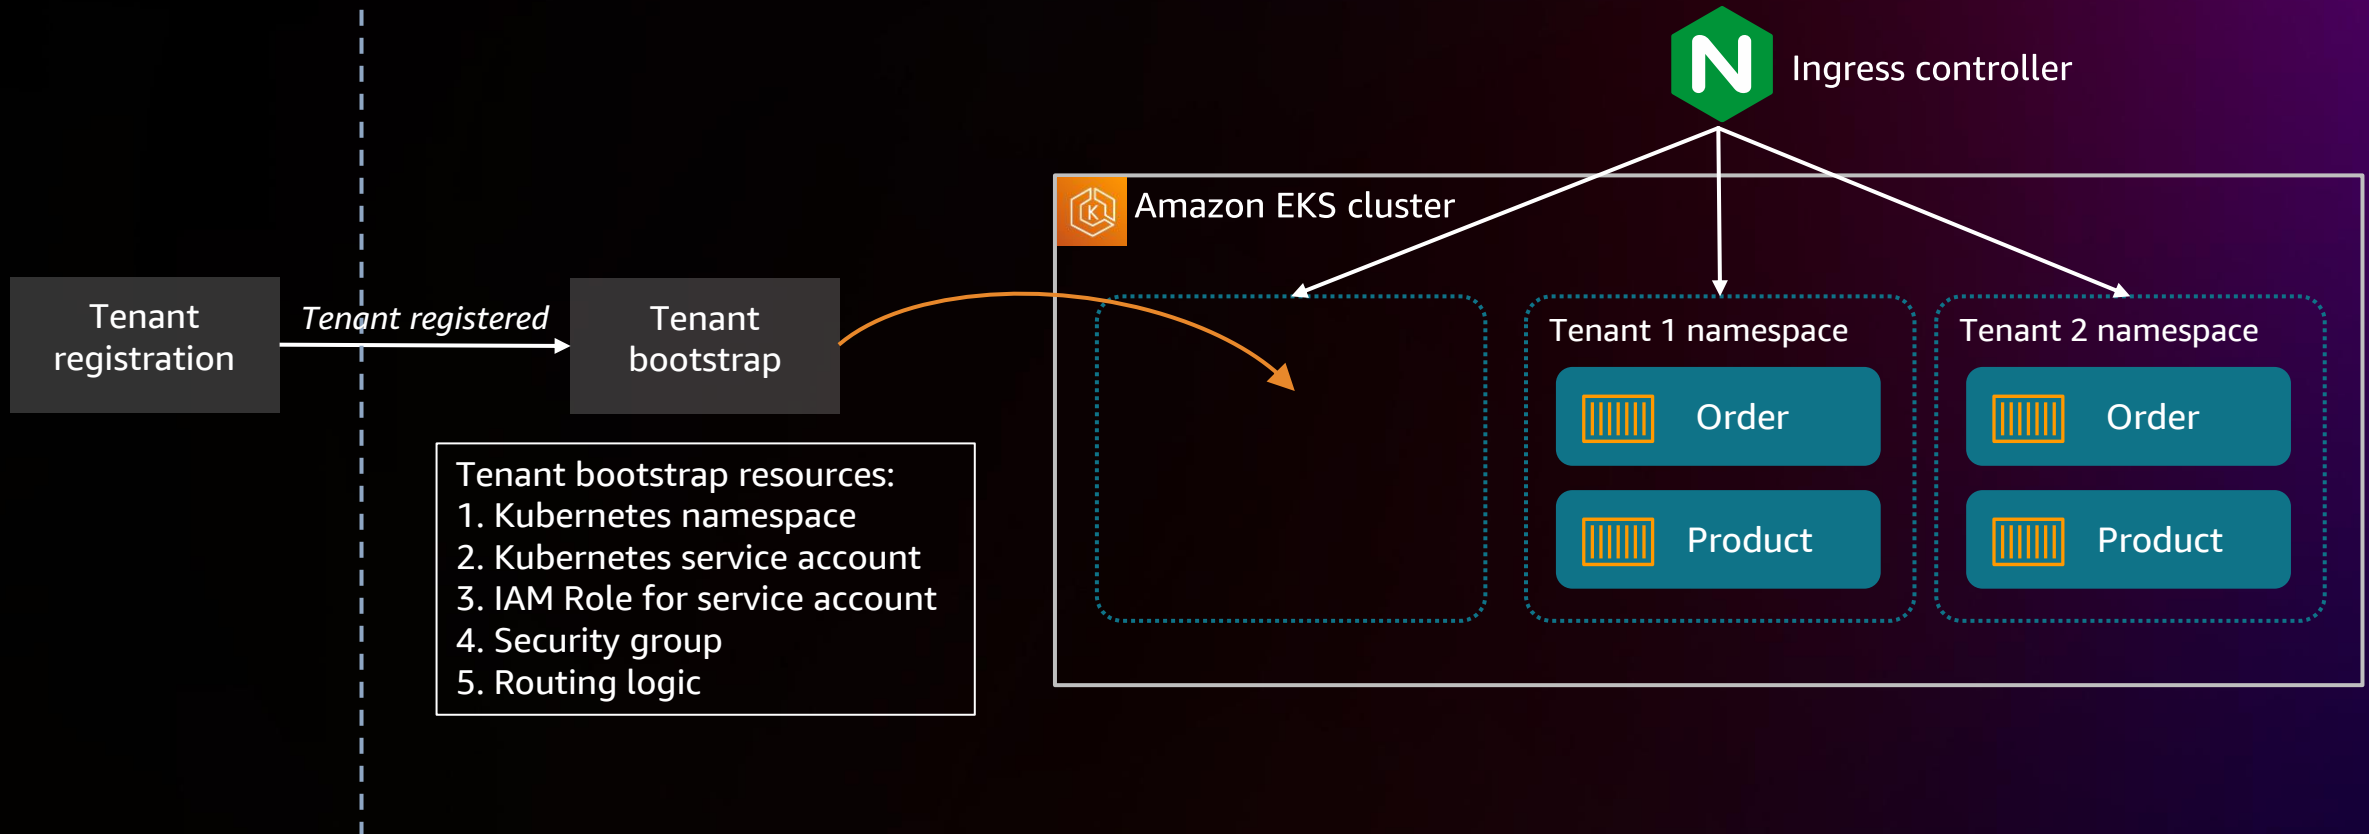 N Ingress controller
Amazon EKS cluster
Tenant
registration
Tenant registered
Tenant
bootstrap
Tenant bootstrap resources:
1. Kubernetes namespace
2. Kubernetes service account
3. IAM Role for service account
4. Security group
5. Routing logic
K
Tenant 1 namespace
Order
Product
Tenant 2 namespace
Order
Product